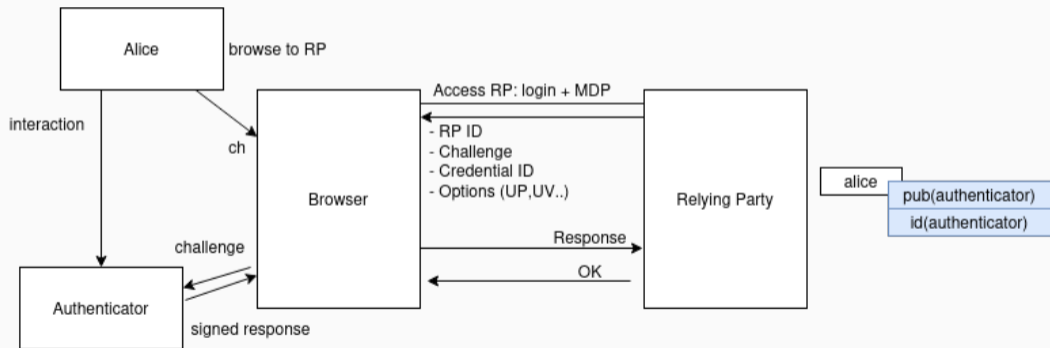 Alice
browse to RP
interaction
ch
Access RP: login + MDP
- RP ID
- Challenge
- Credential ID
- Options (UP,UV..)
Browser
Relying Party
alice
pub(authenticator)
id(authenticator)
Response
OK
challenge
Authenticator
signed response